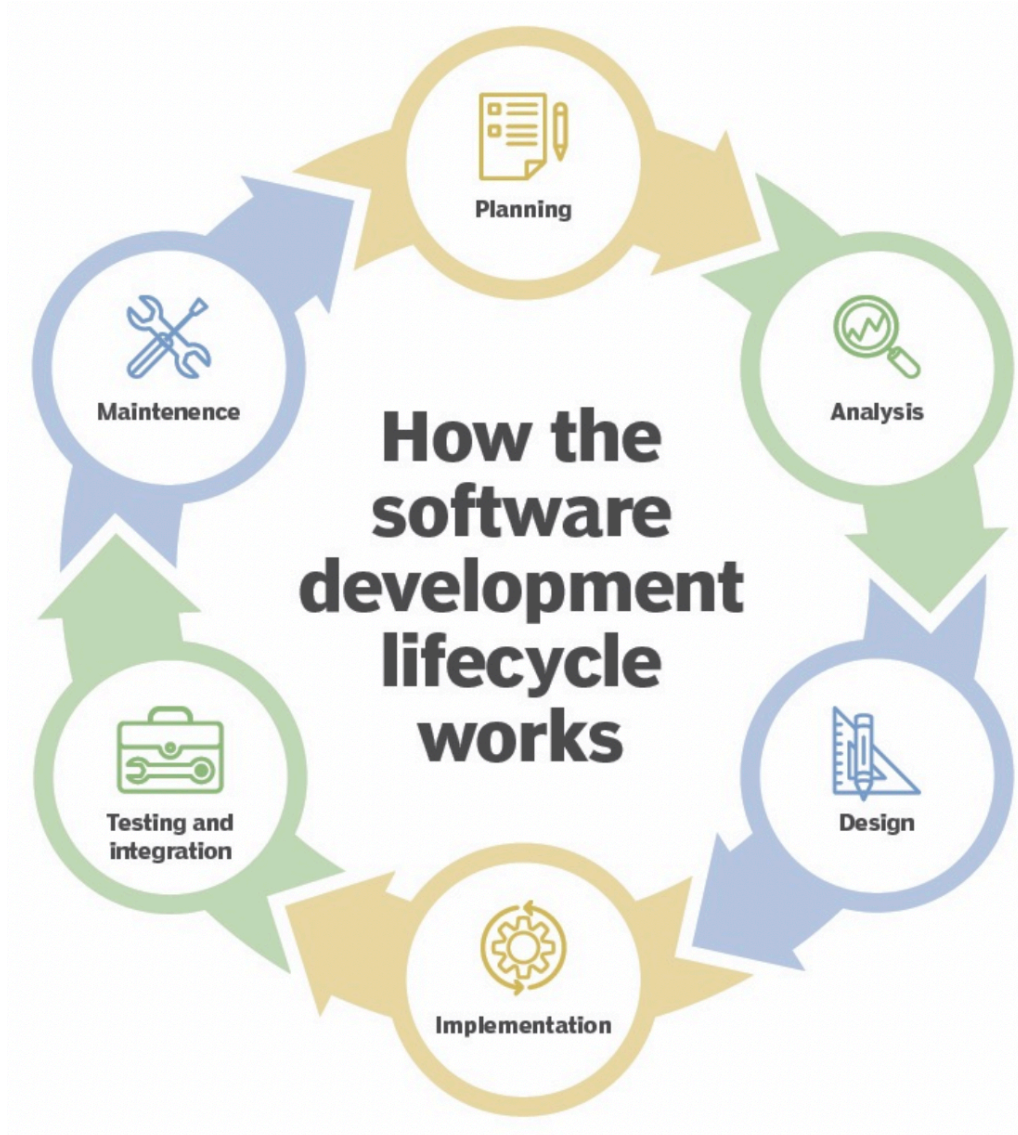 Planning
Analysis
Design
Implementation
Testing and
integration
Maintenence
How the
software
development
lifecycle
works